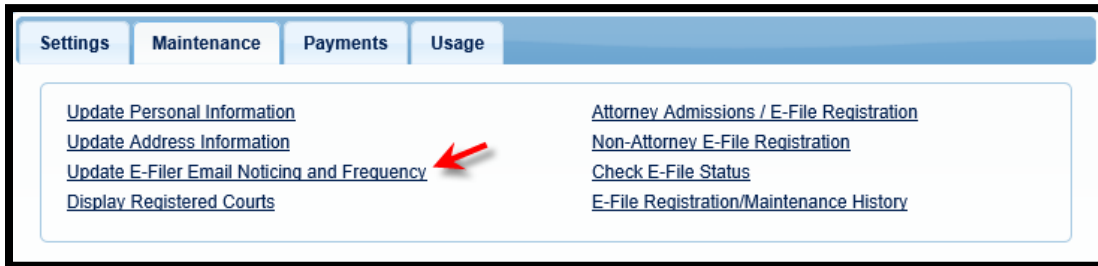 Settings Maintenance Payments Usage
Update Personal Information
Update Address Information
Update E-Filer Email Noticing and Frequency
Display Registered Courts
Attorney Admissions / E-File Registration
Non-Attorney E-File Registration
Check E-File Status
E-File Registration/Maintenance History